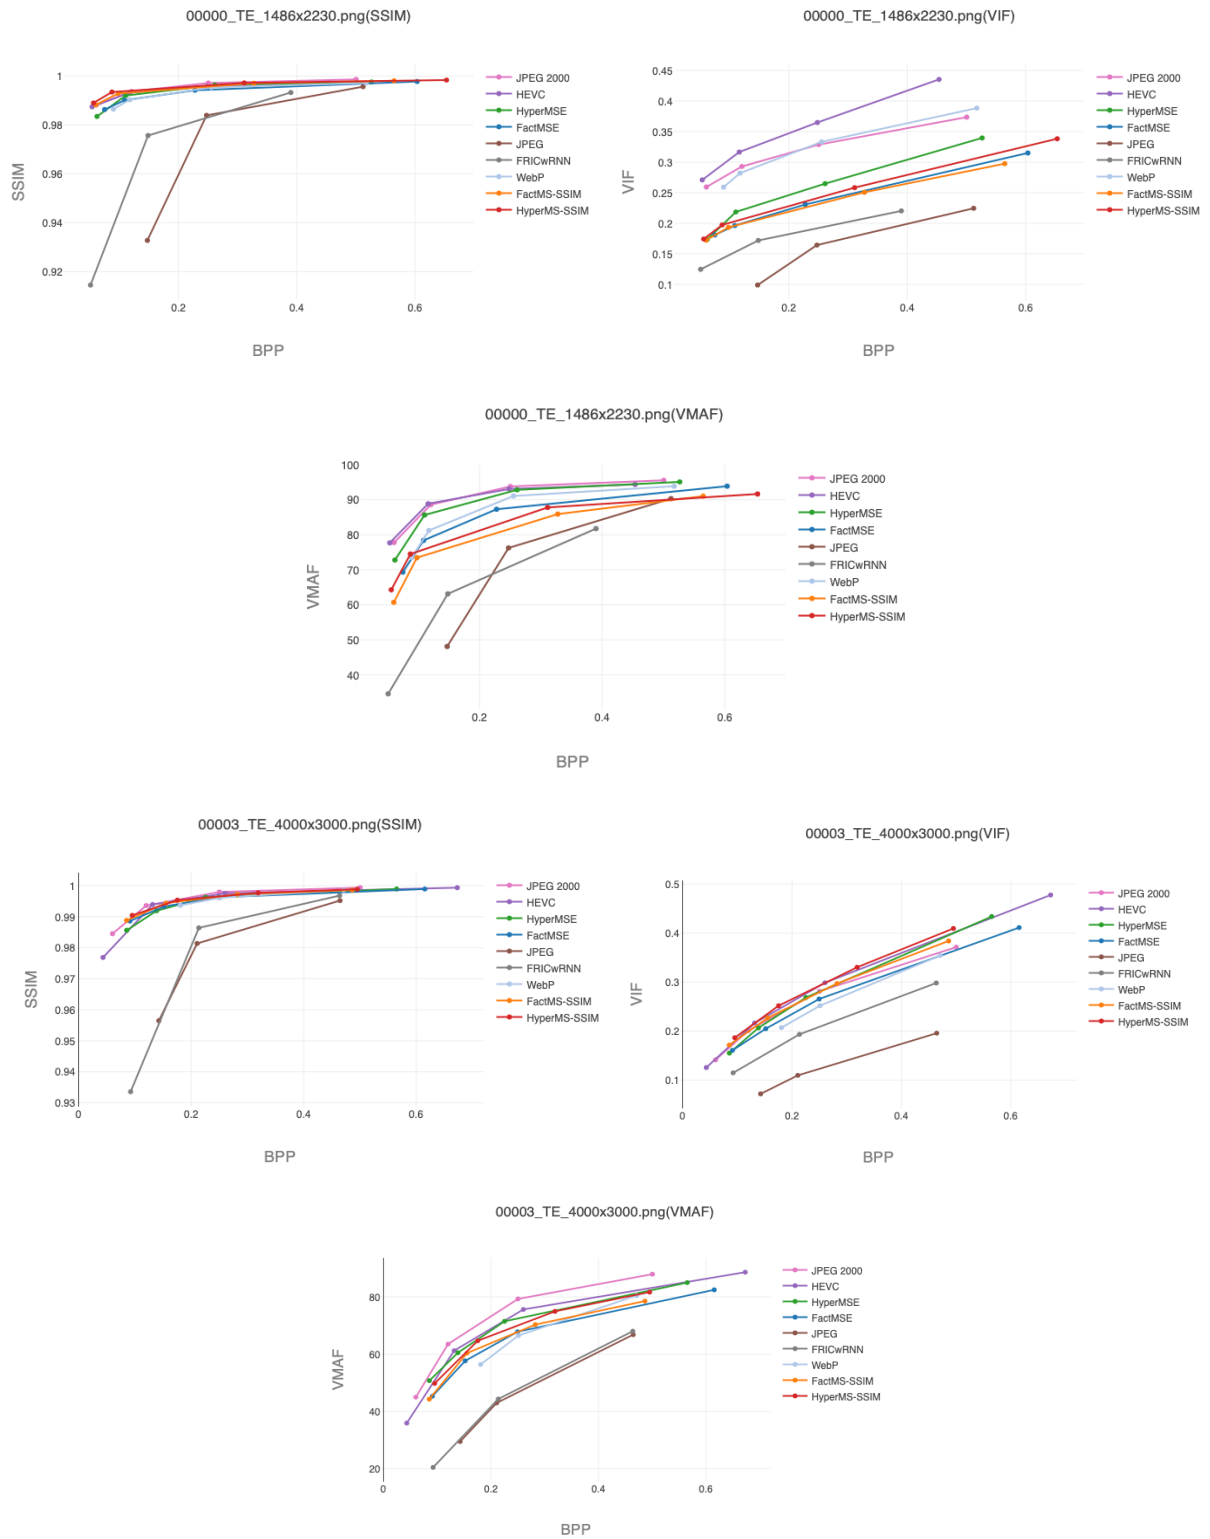 00000_TE_1486x2230.png(SSIM)
SSIM
1
0.98
0.96
0.94
0.92
0.2
0.4
0.6
BPP
JPEG 2000
HEVC
HyperMSE
FactMSE
JPEG
FRICwRNN
WebP
FactMS-SSIM
HyperMS-SSIM
00000_TE_1486x2230.png(VIF)
VIF
0.45
0.4
0.35
0.3
0.25
0.2
0.15
0.1
0.2
0.4
0.6
BPP
JPEG 2000
HEVC
HyperMSE
FactMSE
JPEG
FRICwRNN
WebP
FactMS-SSIM
HyperMS-SSIM
00000_TE_1486x2230.png(VMAF)
VMAF
100
90
80
70
60
50
40
0.2
0.4
0.6
BPP
JPEG 2000
HEVC
HyperMSE
FactMSE
JPEG
FRICwRNN
WebP
FactMS-SSIM
HyperMS-SSIM
00003_TE_4000x3000.png(SSIM)
SSIM
1
0.99
0.98
0.97
0.96
0.95
0.94
0.93
0
0.2
0.4
0.6
BPP
JPEG 2000
HEVC
HyperMSE
FactMSE
JPEG
FRICwRNN
WebP
FactMS-SSIM
HyperMS-SSIM
00003_TE_4000x3000.png(VIF)
VIF
0.5
0.4
0.3
0.2
0.1
0
0.2
0.4
0.6
BPP
JPEG 2000
HEVC
HyperMSE
FactMSE
JPEG
FRICwRNN
WebP
FactMS-SSIM
HyperMS-SSIM
00003_TE_4000x3000.png(VMAF)
VMAF
80
60
40
20
0
0.2
0.4
0.6
BPP
JPEG 2000
HEVC
HyperMSE
FactMSE
JPEG
FRICwRNN
WebP
FactMS-SSIM
HyperMS-SSIM